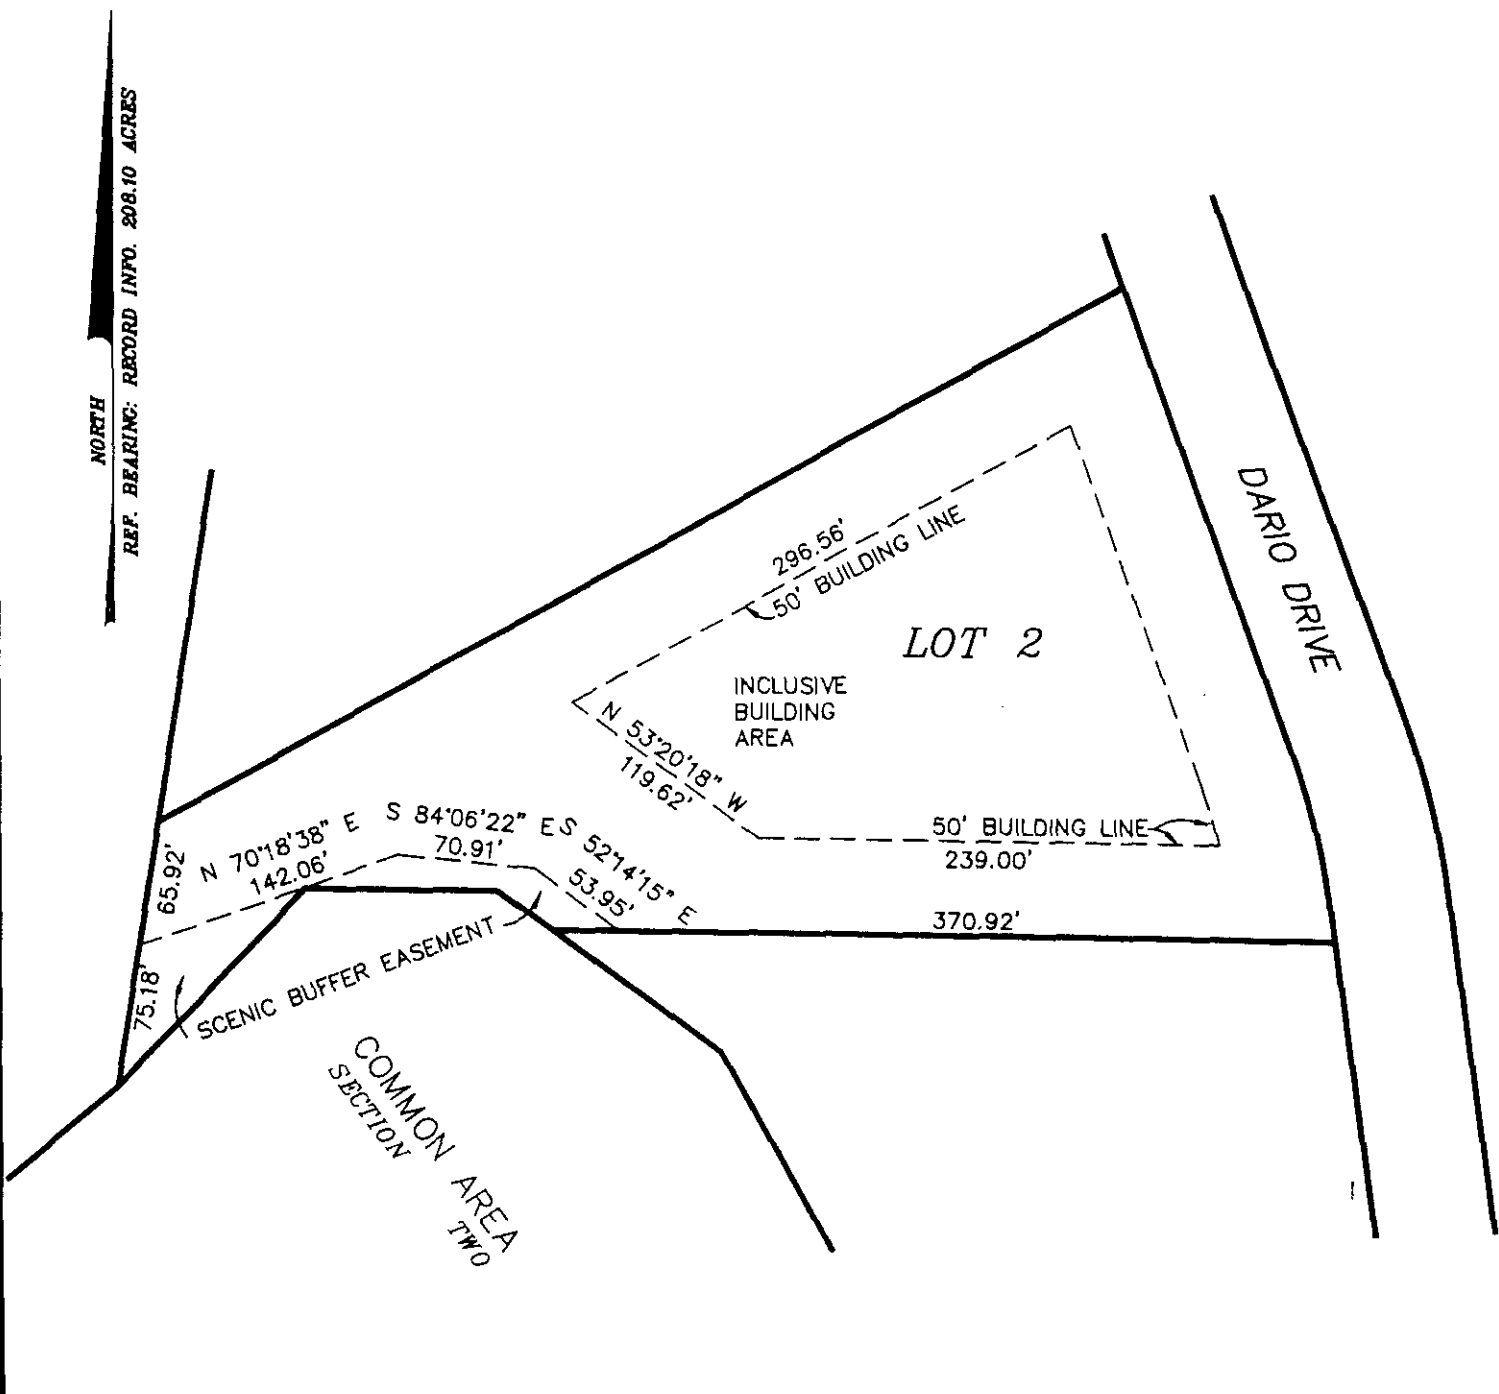 NORTH
REF. BEARING: RECORD INFO. 208.10 ACRES
DARIO DRIVE
296.56'
50' BUILDING LINE
LOT 2
INCLUSIVE
BUILDING
AREA
N 53°20'18" W
119.62'
50' BUILDING LINE
239.00'
370.92'
N 70°18'38" E
142.06'
S 84°06'22" E
70.91'
S 52°14'15" E
53.95'
65.92'
75.18'
SCENIC BUFFER EASEMENT
COMMON AREA
SECTION TWO